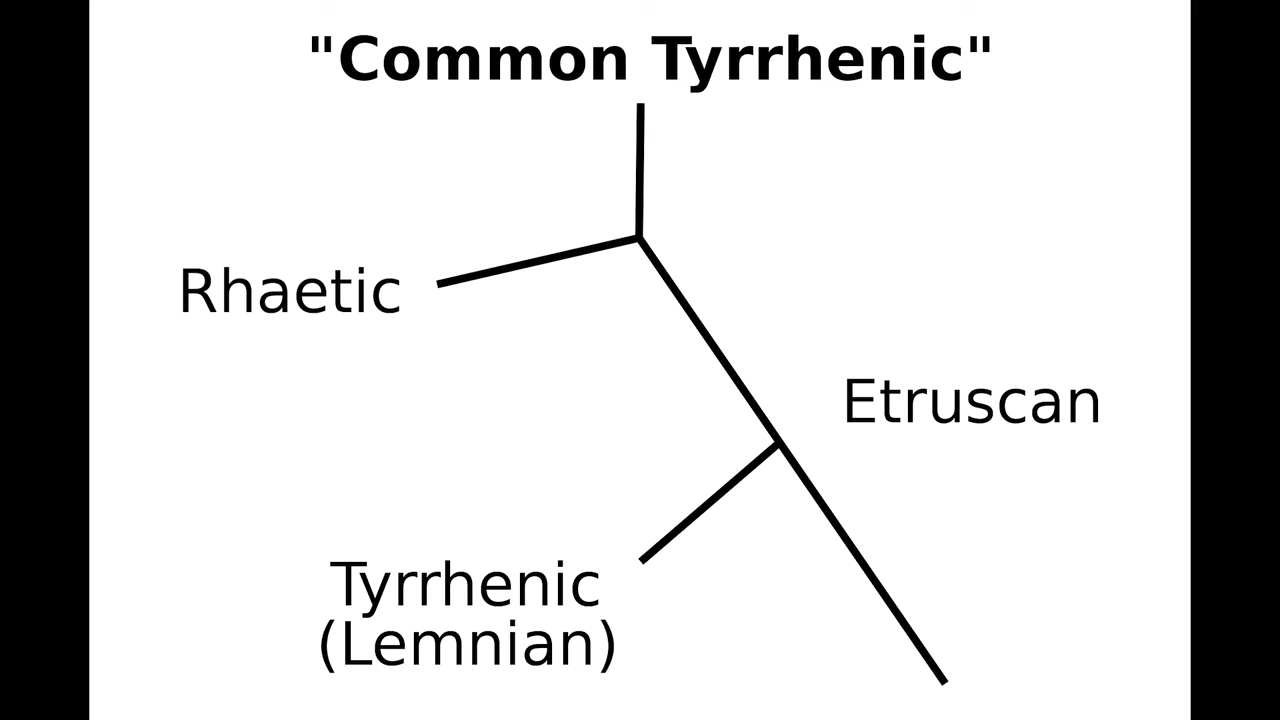 "Common Tyrrhenic"
Rhaetic
Etruscan
Tyrrhenic
(Lemnian)